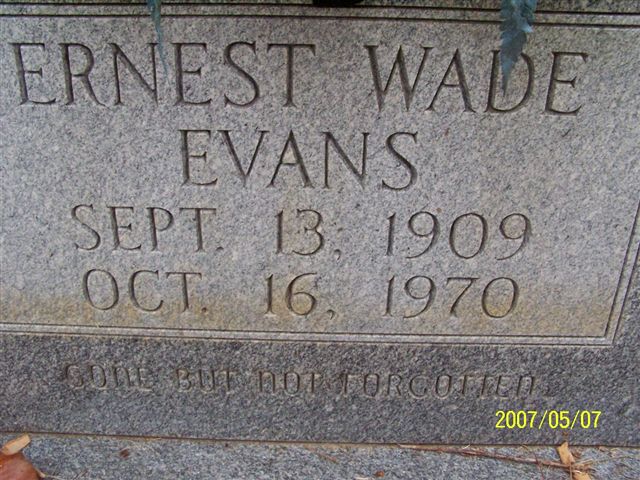 ERNEST WADE
EVANS
SEPT. 13, 1909
OCT. 16, 1970
GONE BUT NOT FORGOTTEN
2007/05/07